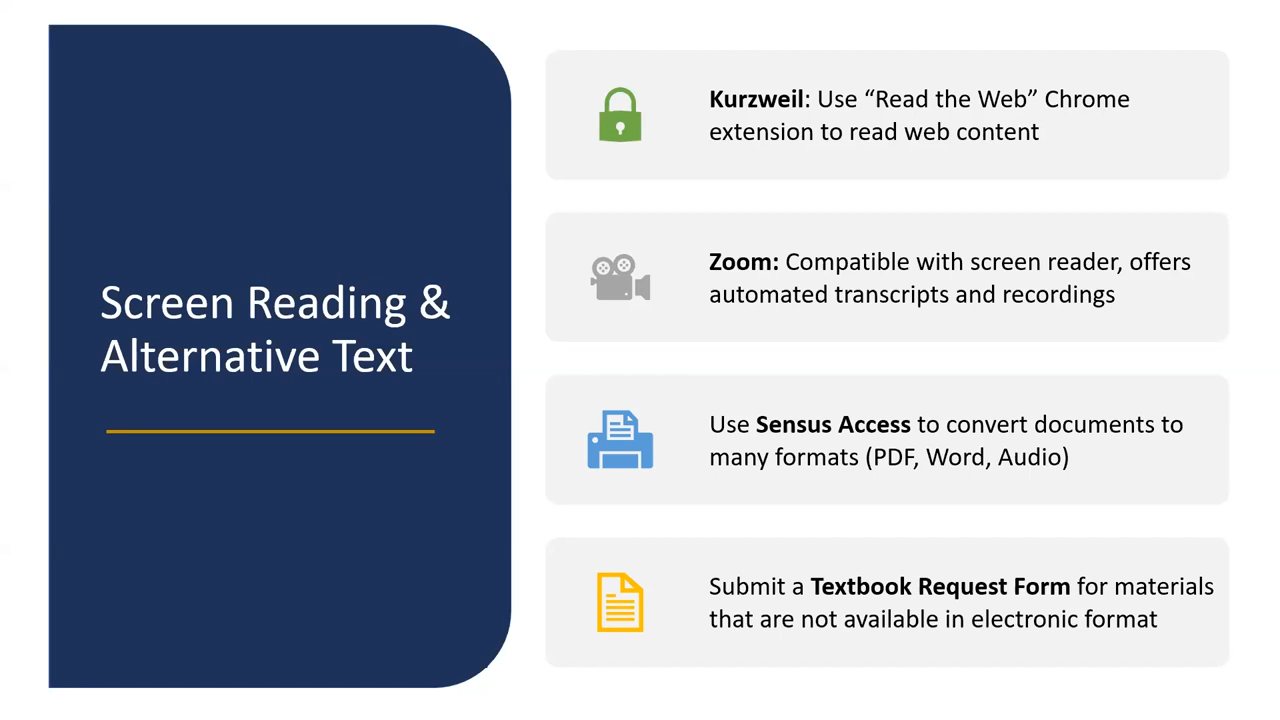 Screen Reading &
Alternative Text
Kurzweil: Use “Read the Web” Chrome
extension to read web content
Zoom: Compatible with screen reader, offers
automated transcripts and recordings
Use Sensus Access to convert documents to
many formats (PDF, Word, Audio)
Submit a Textbook Request Form for materials
that are not available in electronic format